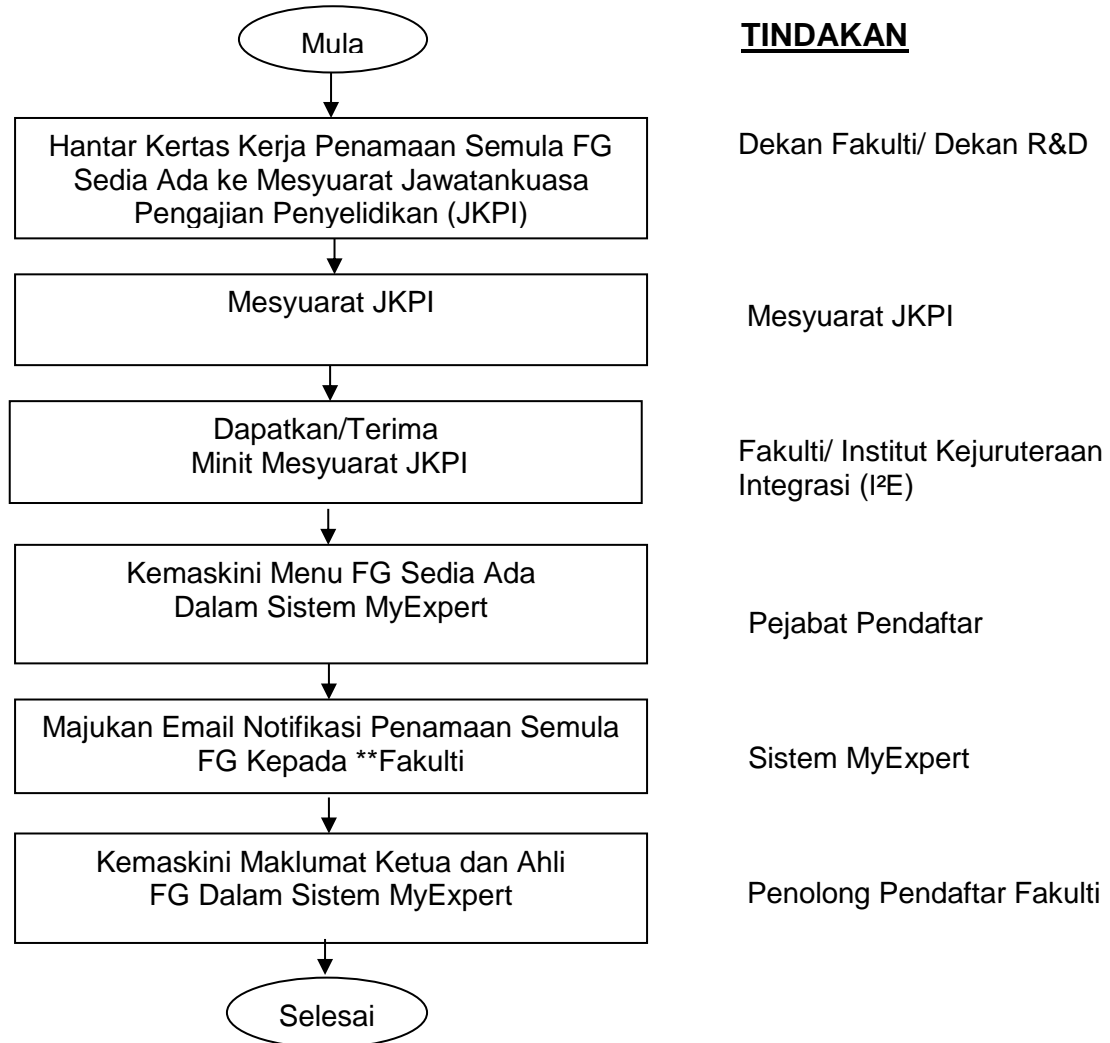 Mula
TINDAKAN
Hantar Kertas Kerja Penamaan Semula FG
Sedia Ada ke Mesyuarat Jawatankuasa
Pengajian Penyelidikan (JKPI)
Dekan Fakulti/ Dekan R&D
Mesyuarat JKPI
Mesyuarat JKPI
Dapatkan/Terima
Minit Mesyuarat JKPI
Fakulti/ Institut Kejuruteraan
Integrasi (I²E)
Kemaskini Menu FG Sedia Ada
Dalam Sistem MyExpert
Pejabat Pendaftar
Majukan Email Notifikasi Penamaan Semula
FG Kepada **Fakulti
Sistem MyExpert
Kemaskini Maklumat Ketua dan Ahli
FG Dalam Sistem MyExpert
Penolong Pendaftar Fakulti
Selesai